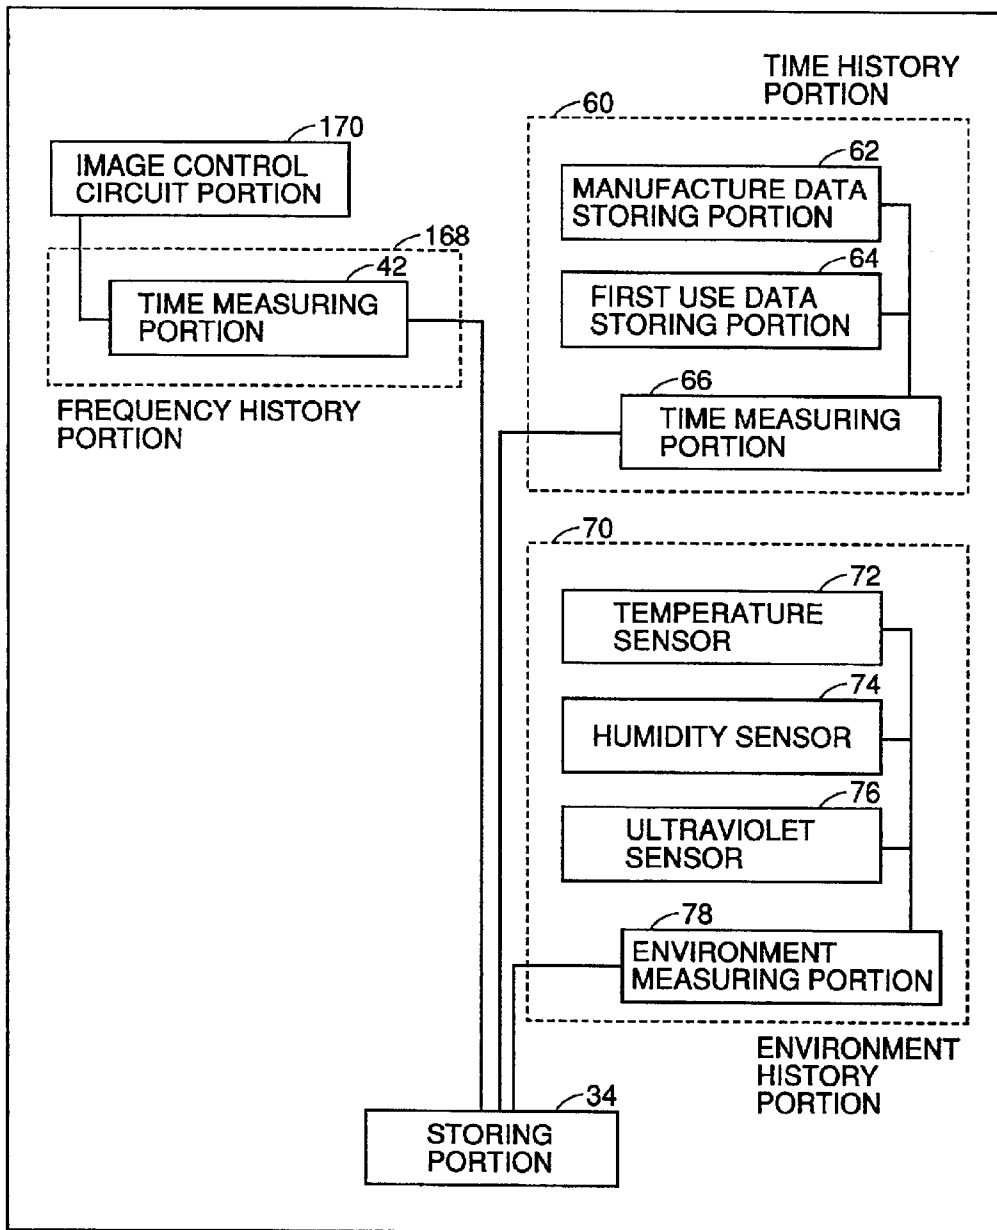 170
IMAGE CONTROL
CIRCUIT PORTION
168
42
TIME MEASURING
PORTION
FREQUENCY HISTORY
PORTION
TIME HISTORY
PORTION
60
62
MANUFACTURE DATA
STORING PORTION
64
FIRST USE DATA
STORING PORTION
66
TIME MEASURING
PORTION
70
72
TEMPERATURE
SENSOR
74
HUMIDITY SENSOR
76
ULTRAVIOLET
SENSOR
78
ENVIRONMENT
MEASURING PORTION
ENVIRONMENT
HISTORY
PORTION
34
STORING
PORTION